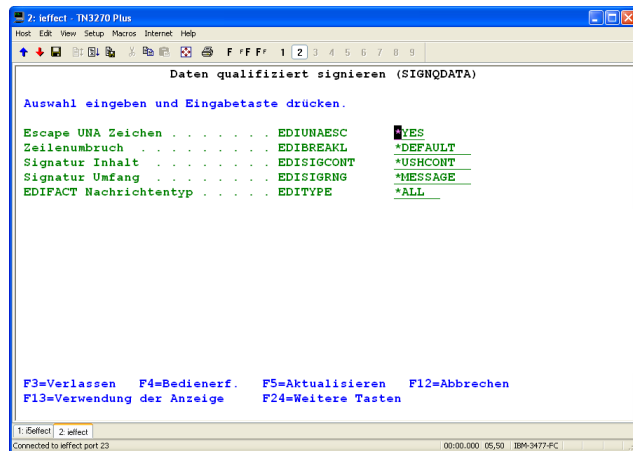 2: ieffect - TN3270 Plus
Host Edit View Setup Macros Internet Help
F FF FF 1 2 3 4 5 6 7 8 9
Daten qualifiziert signieren (SIGNQDATA)
Auswahl eingeben und Eingabetaste drücken.
Escape UNA Zeichen . . . . . . . EDIUNAESC *YES
Zeilenumbruch . . . . . . . . . EDIBREAKL *DEFAULT
Signatur Inhalt . . . . . . . . EDISIGCONT *USHCONT
Signatur Umfang . . . . . . . . EDISIGRNG *MESSAGE
EDIFACT Nachrichtentyp . . . . . EDITYPE *ALL
F3=Verlassen F4=Bedienerf. F5=Aktualisieren F12=Abbrechen
F13=Verwendung der Anzeige F24=Weitere Tasten
1: i5effect 2: ieffect
Connected to ieffect port 23 00:00.000 05,50 IBM-3477-FC